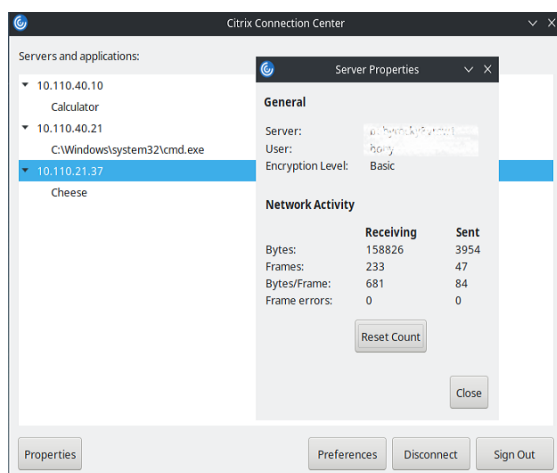 Citrix Connection Center
Servers and applications:
10.110.40.10
Calculator
10.110.40.21
C:\Windows\system32\cmd.exe
10.110.21.37
Cheese
Server Properties
General
Server:
User:
Encryption Level: Basic
Network Activity
Receiving Sent
Bytes: 158826 3954
Frames: 233 47
Bytes/Frame: 681 84
Frame errors: 0 0
Reset Count
Close
Properties Preferences Disconnect Sign Out